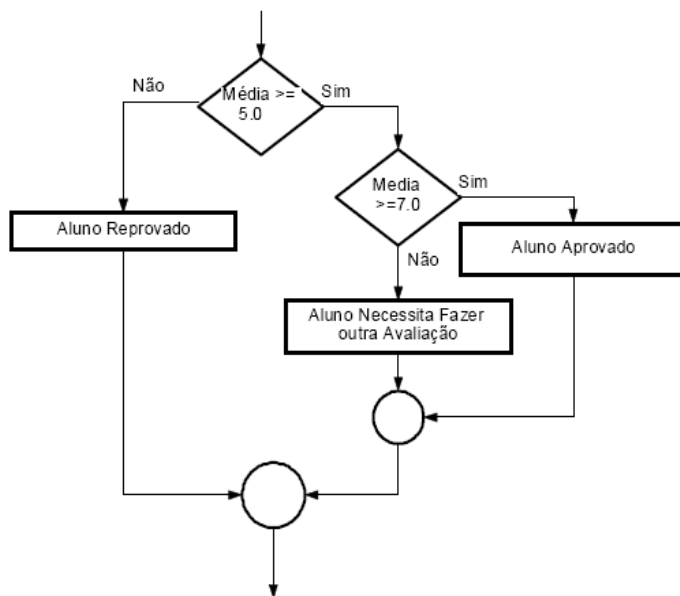 Não
Média >=
5.0
Sim
Media
>=7.0
Sim
Aluno Reprovado
Não
Aluno Aprovado
Aluno Necessita Fazer
outra Avaliação